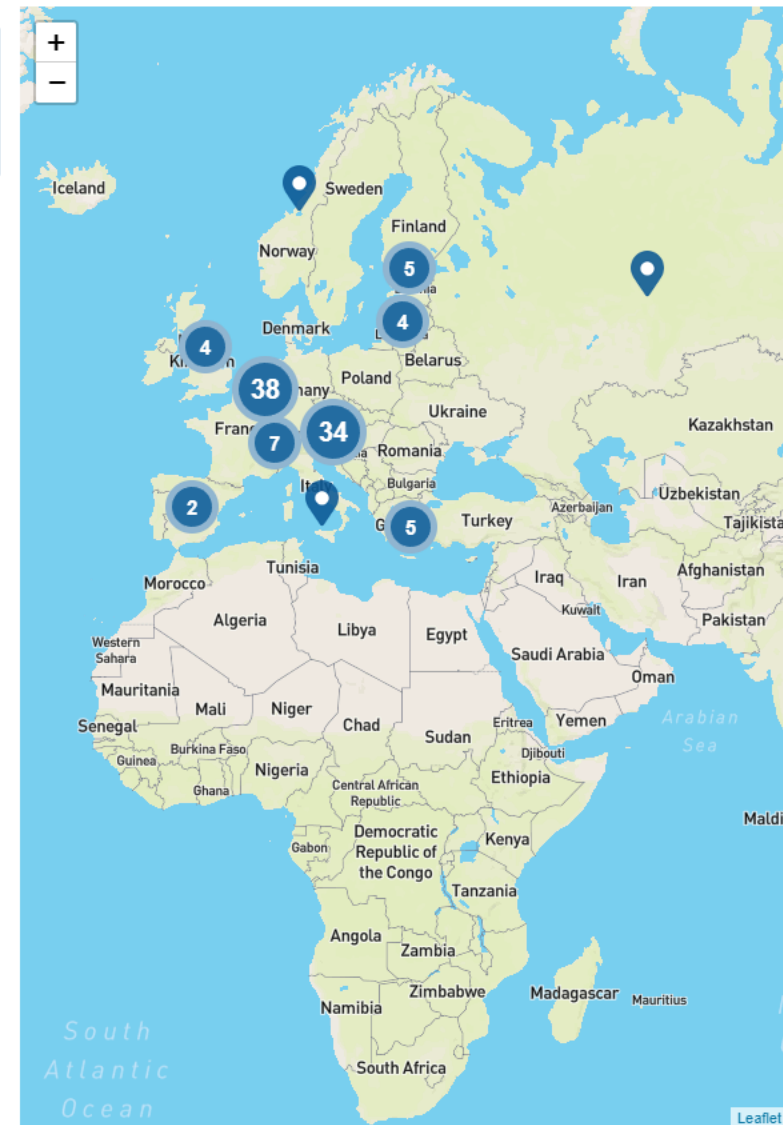 +
−
Iceland
Sweden
Finland
Norway
5
4
Denmark
4
Belarus
38
Poland
Ukraine
34
7
Kazakhstan
Romania
Bulgaria
2
5
Turkey
Azerbaijan
Uzbekistan
Tunisia
Morocco
Iraq
Iran
Afghanistan
Kuwait
Pakistan
Algeria
Libya
Egypt
Western
Sahara
Saudi Arabia
Oman
Mauritania
Mali
Niger
Chad
Yemen
Eritrea
Arabian
Sea
Senegal
Sudan
Burkina Faso
Djibouti
Guinea
Nigeria
Ethiopia
Ghana
Central African
Republic
Gabon
Democratic
Republic of
the Congo
Kenya
Tanzania
Angola
Zambia
Zimbabwe
Madagascar
Mauritius
Namibia
South
Atlantic
Ocean
South Africa
Leaflet